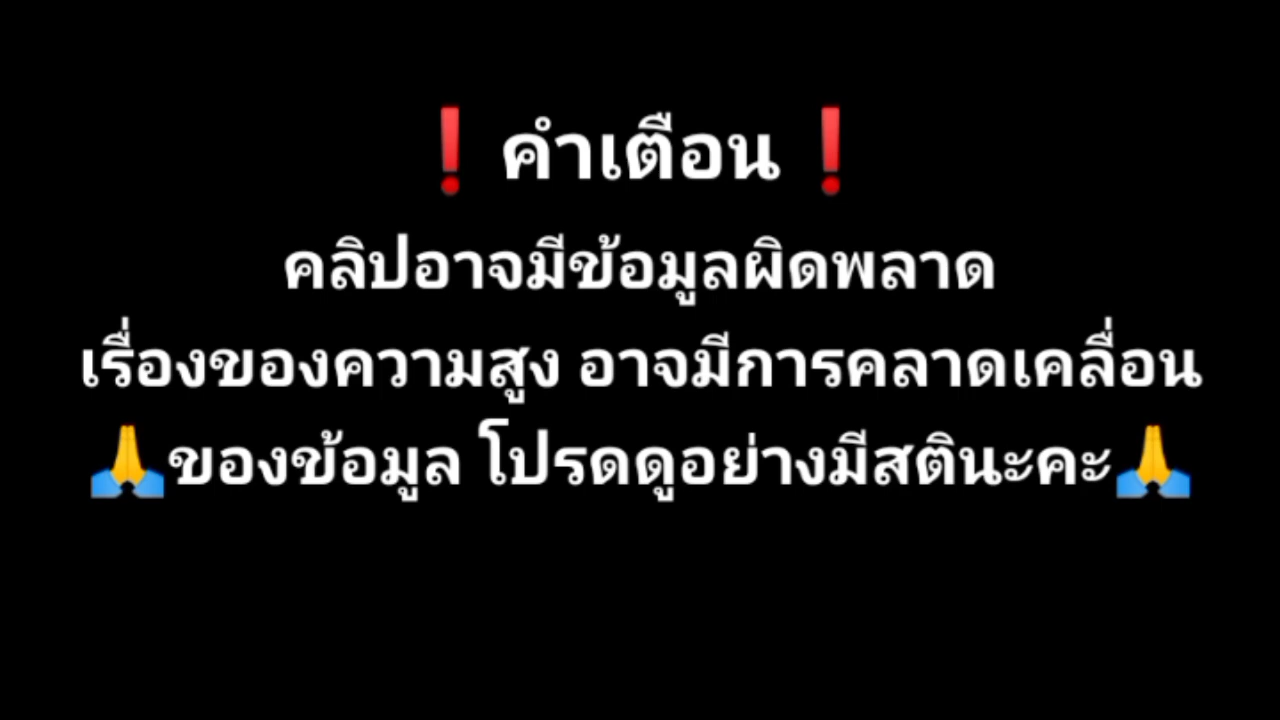 ❗คำเตือน❗
คลิปอาจมีข้อมูลผิดพลาด
เรื่องของความสูง อาจมีการคลาดเคลื่อน
🙏ของข้อมูล โปรดดูอย่างมีสตินะคะ🙏